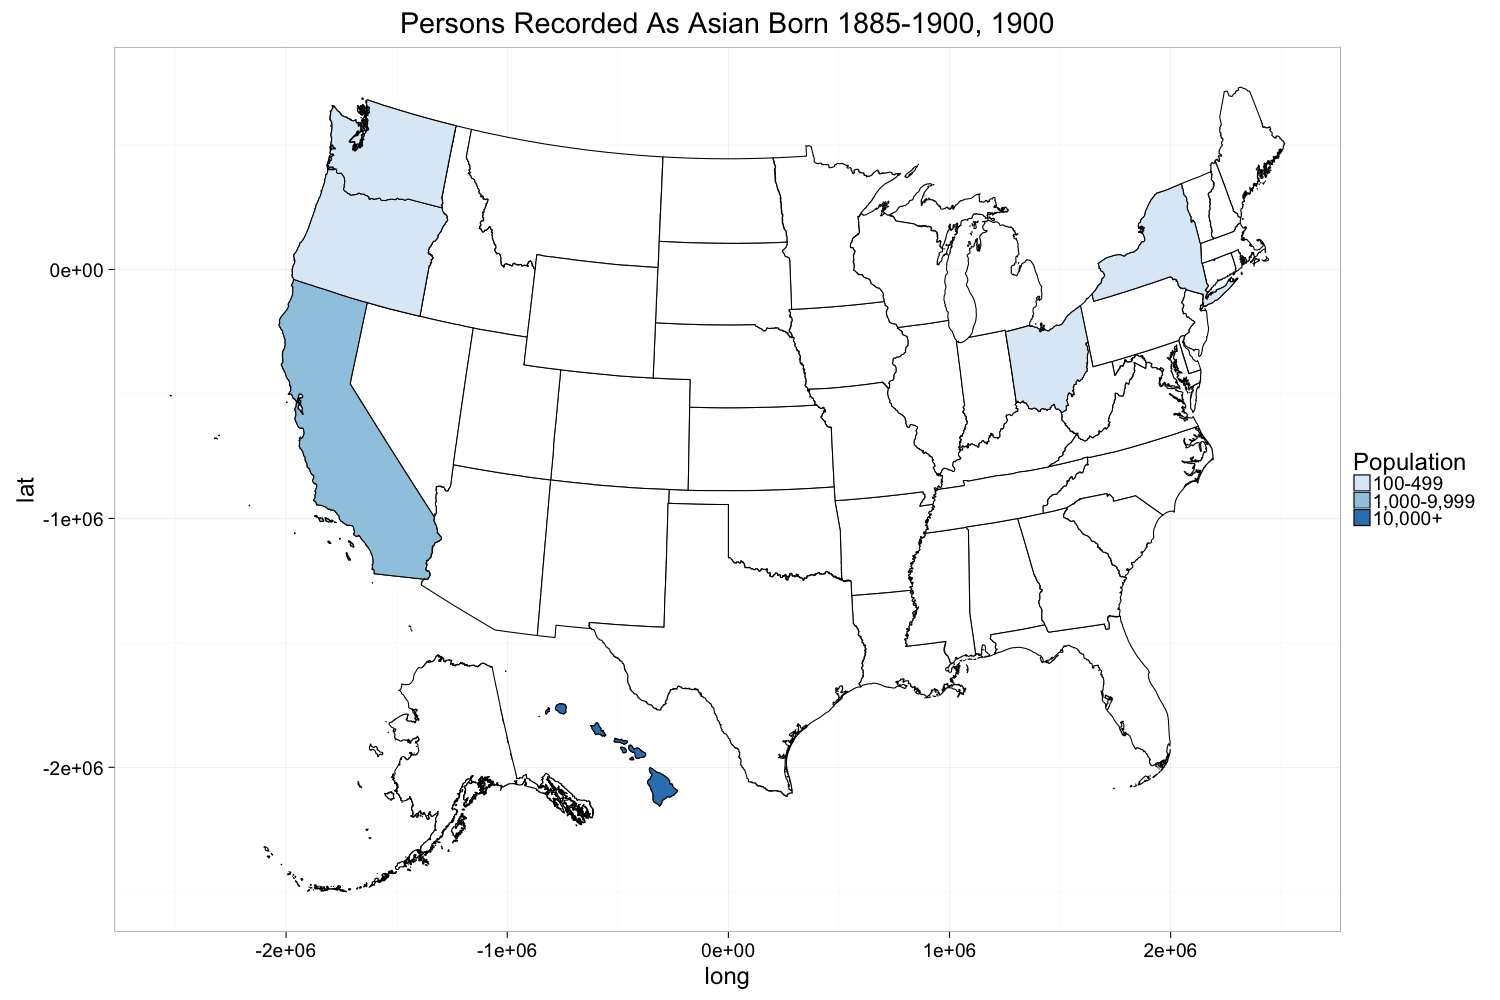 Persons Recorded As Asian Born 1885-1900, 1900
0e+00
-1e+06
-2e+06
lat
-2e+06
-1e+06
0e+00
1e+06
2e+06
long
Population
100-499
1,000-9,999
10,000+